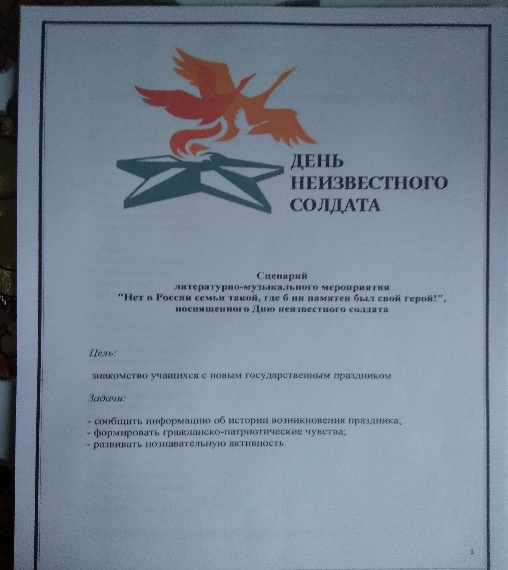 ДЕНЬ
НЕИЗВЕСТНОГО
СОЛДАТА
Сценарий
литературно-музыкального мероприятия
"Нет в России семьи такой, где б ни памятен был свой герой!",
посвященного Дню неизвестного солдата
Цель:
знакомство учащихся с новым государственным праздником
Задачи:
- сообщить информацию об истории возникновения праздника;
- формировать гражданско-патриотические чувства;
- развивать познавательную активность.
1